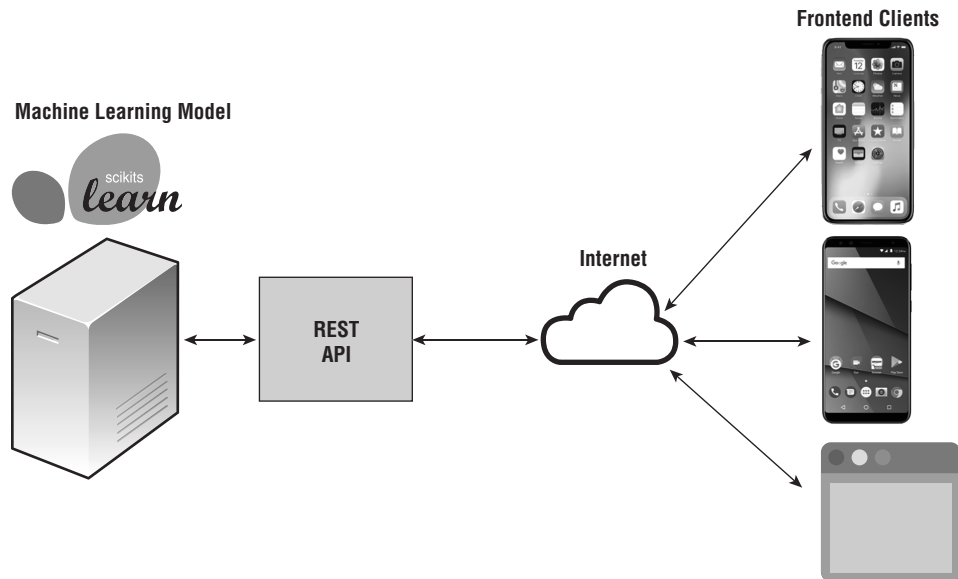 Frontend Clients
Machine Learning Model
scikits
learn
Internet
REST
API
Google